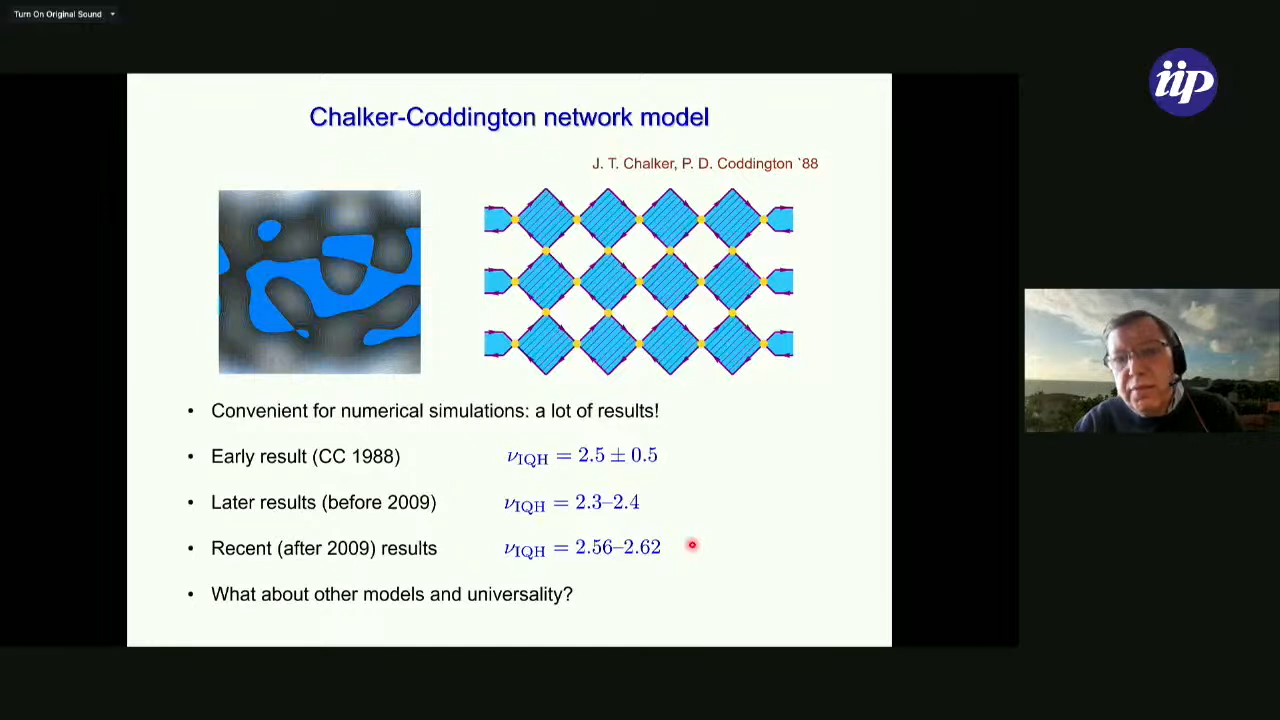 Turn On Original Sound
iip
Chalker-Coddington network model
J. T. Chalker, P. D. Coddington `88
• Convenient for numerical simulations: a lot of results!
• Early result (CC 1988) ν_IQH = 2.5 ± 0.5
• Later results (before 2009) ν_IQH = 2.3–2.4
• Recent (after 2009) results ν_IQH = 2.56–2.62
• What about other models and universality?